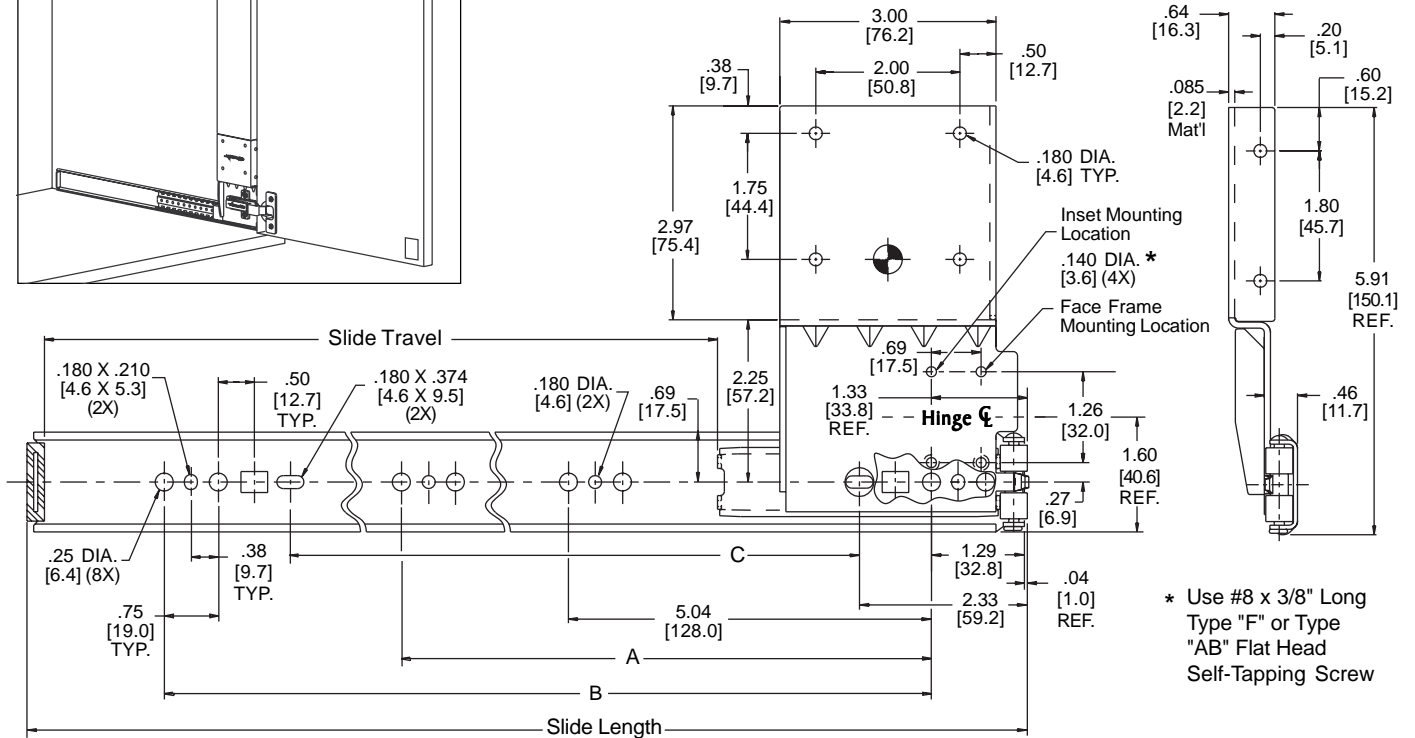 3.00
[76.2]
.50
[12.7]
2.00
[50.8]
.38
[9.7]
.64
[16.3]
.20
[5.1]
.60
[15.2]
.085
[2.2]
Mat'l
.180 DIA.
[4.6] TYP.
1.75
[44.4]
2.97
[75.4]
Inset Mounting
Location
.140 DIA. *
[3.6] (4X)
Face Frame
Mounting Location
1.80
[45.7]
5.91
[150.1]
REF.
Slide Travel
.180 X .210
[4.6 X 5.3]
(2X)
.50
[12.7]
TYP.
.180 X .374
[4.6 X 9.5]
(2X)
.180 DIA.
[4.6] (2X)
.69
[17.5]
2.25
[57.2]
.69
[17.5]
1.33
[33.8]
REF.
Hinge ℄
1.26
[32.0]
1.60
[40.6]
REF.
.46
[11.7]
.27
[6.9]
.25 DIA.
[6.4] (8X)
.38
[9.7]
TYP.
C
1.29
[32.8]
.04
[1.0]
REF.
.75
[19.0]
TYP.
5.04
[128.0]
2.33
[59.2]
A
B
Slide Length
* Use #8 x 3/8" Long
Type "F" or Type
"AB" Flat Head
Self-Tapping Screw